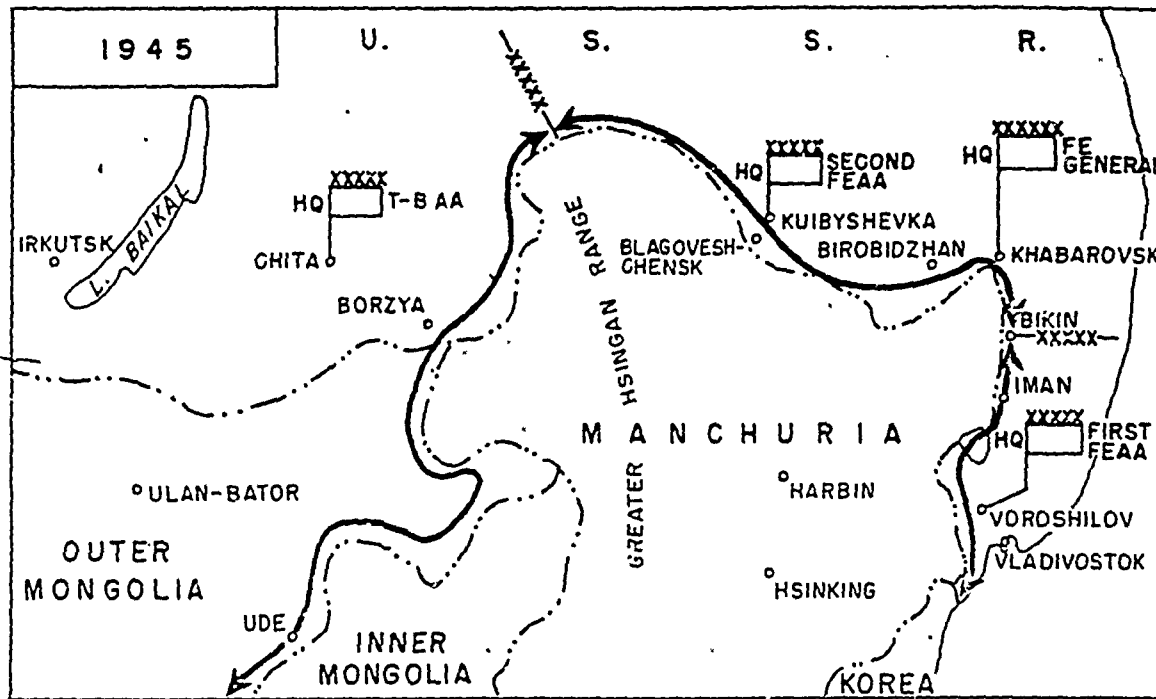 1945
U. S. S. R.
XXXXX
XXXXX
HQ
T-B AA
XXXXX
HQ
SECOND
FEAA
XXXXXX
HQ
FE
GENERAL
IRKUTSK
L. BAIKAL
CHITA
KUIBYSHEVKA
BLAGOVESH-
CHENSK
BIROBIDZHAN
KHABAROVSK
BORZYA
BIKIN
XXXXX
IMAN
GREATER HSINGAN RANGE
MANCHURIA
XXXXX
HQ
FIRST
FEAA
ULAN-BATOR
HARBIN
VOROSHILOV
VLADIVOSTOK
OUTER
MONGOLIA
HSINKING
UDE
INNER
MONGOLIA
KOREA